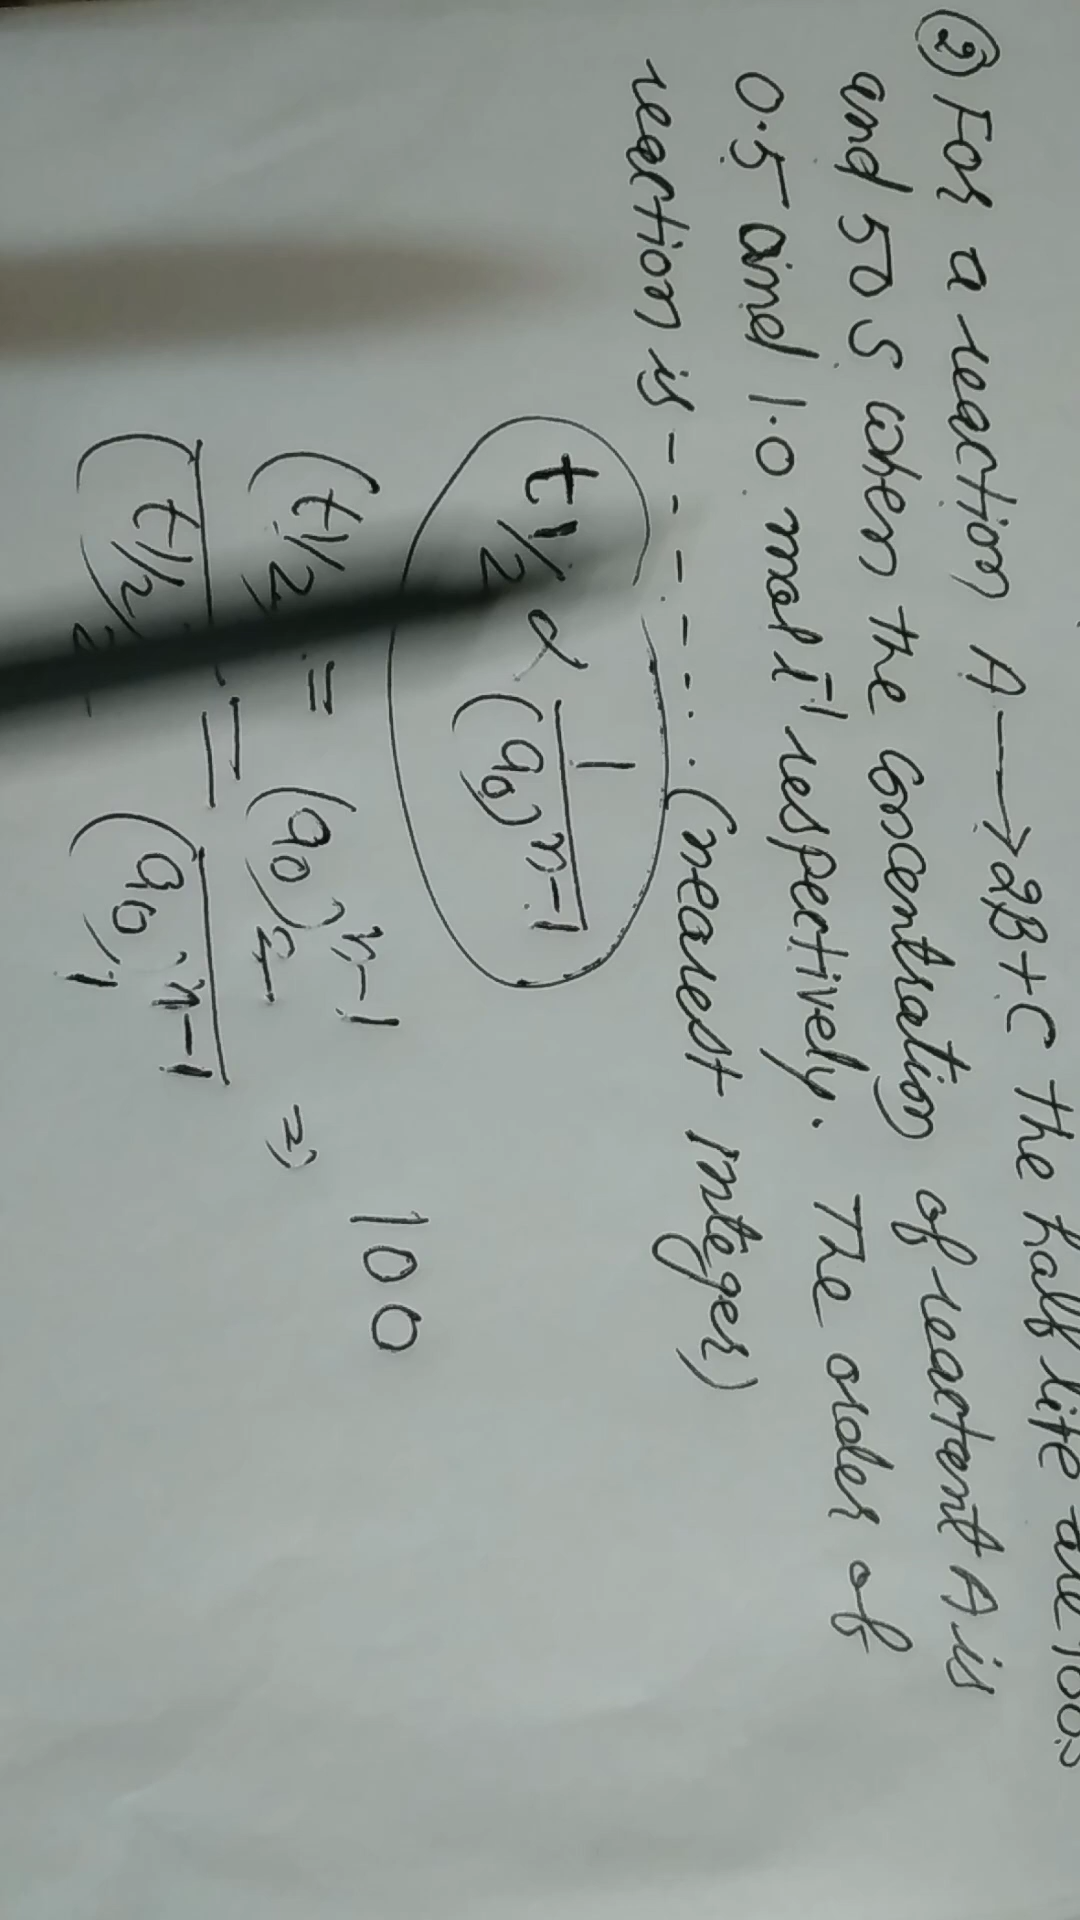 ② For a reaction A → 2B + C the half life are 100s
and 50 S when the concentration of reactant A is
0.5 and 1.0 mol L⁻¹ respectively. The order of
reaction is - - - - - .. (nearest integer)
t1/2 α 1/(a0)^n-1
(t1/2) = (a0)2^n-1 ⇒ 100
(t1/2)2 = (a0)1^n-1